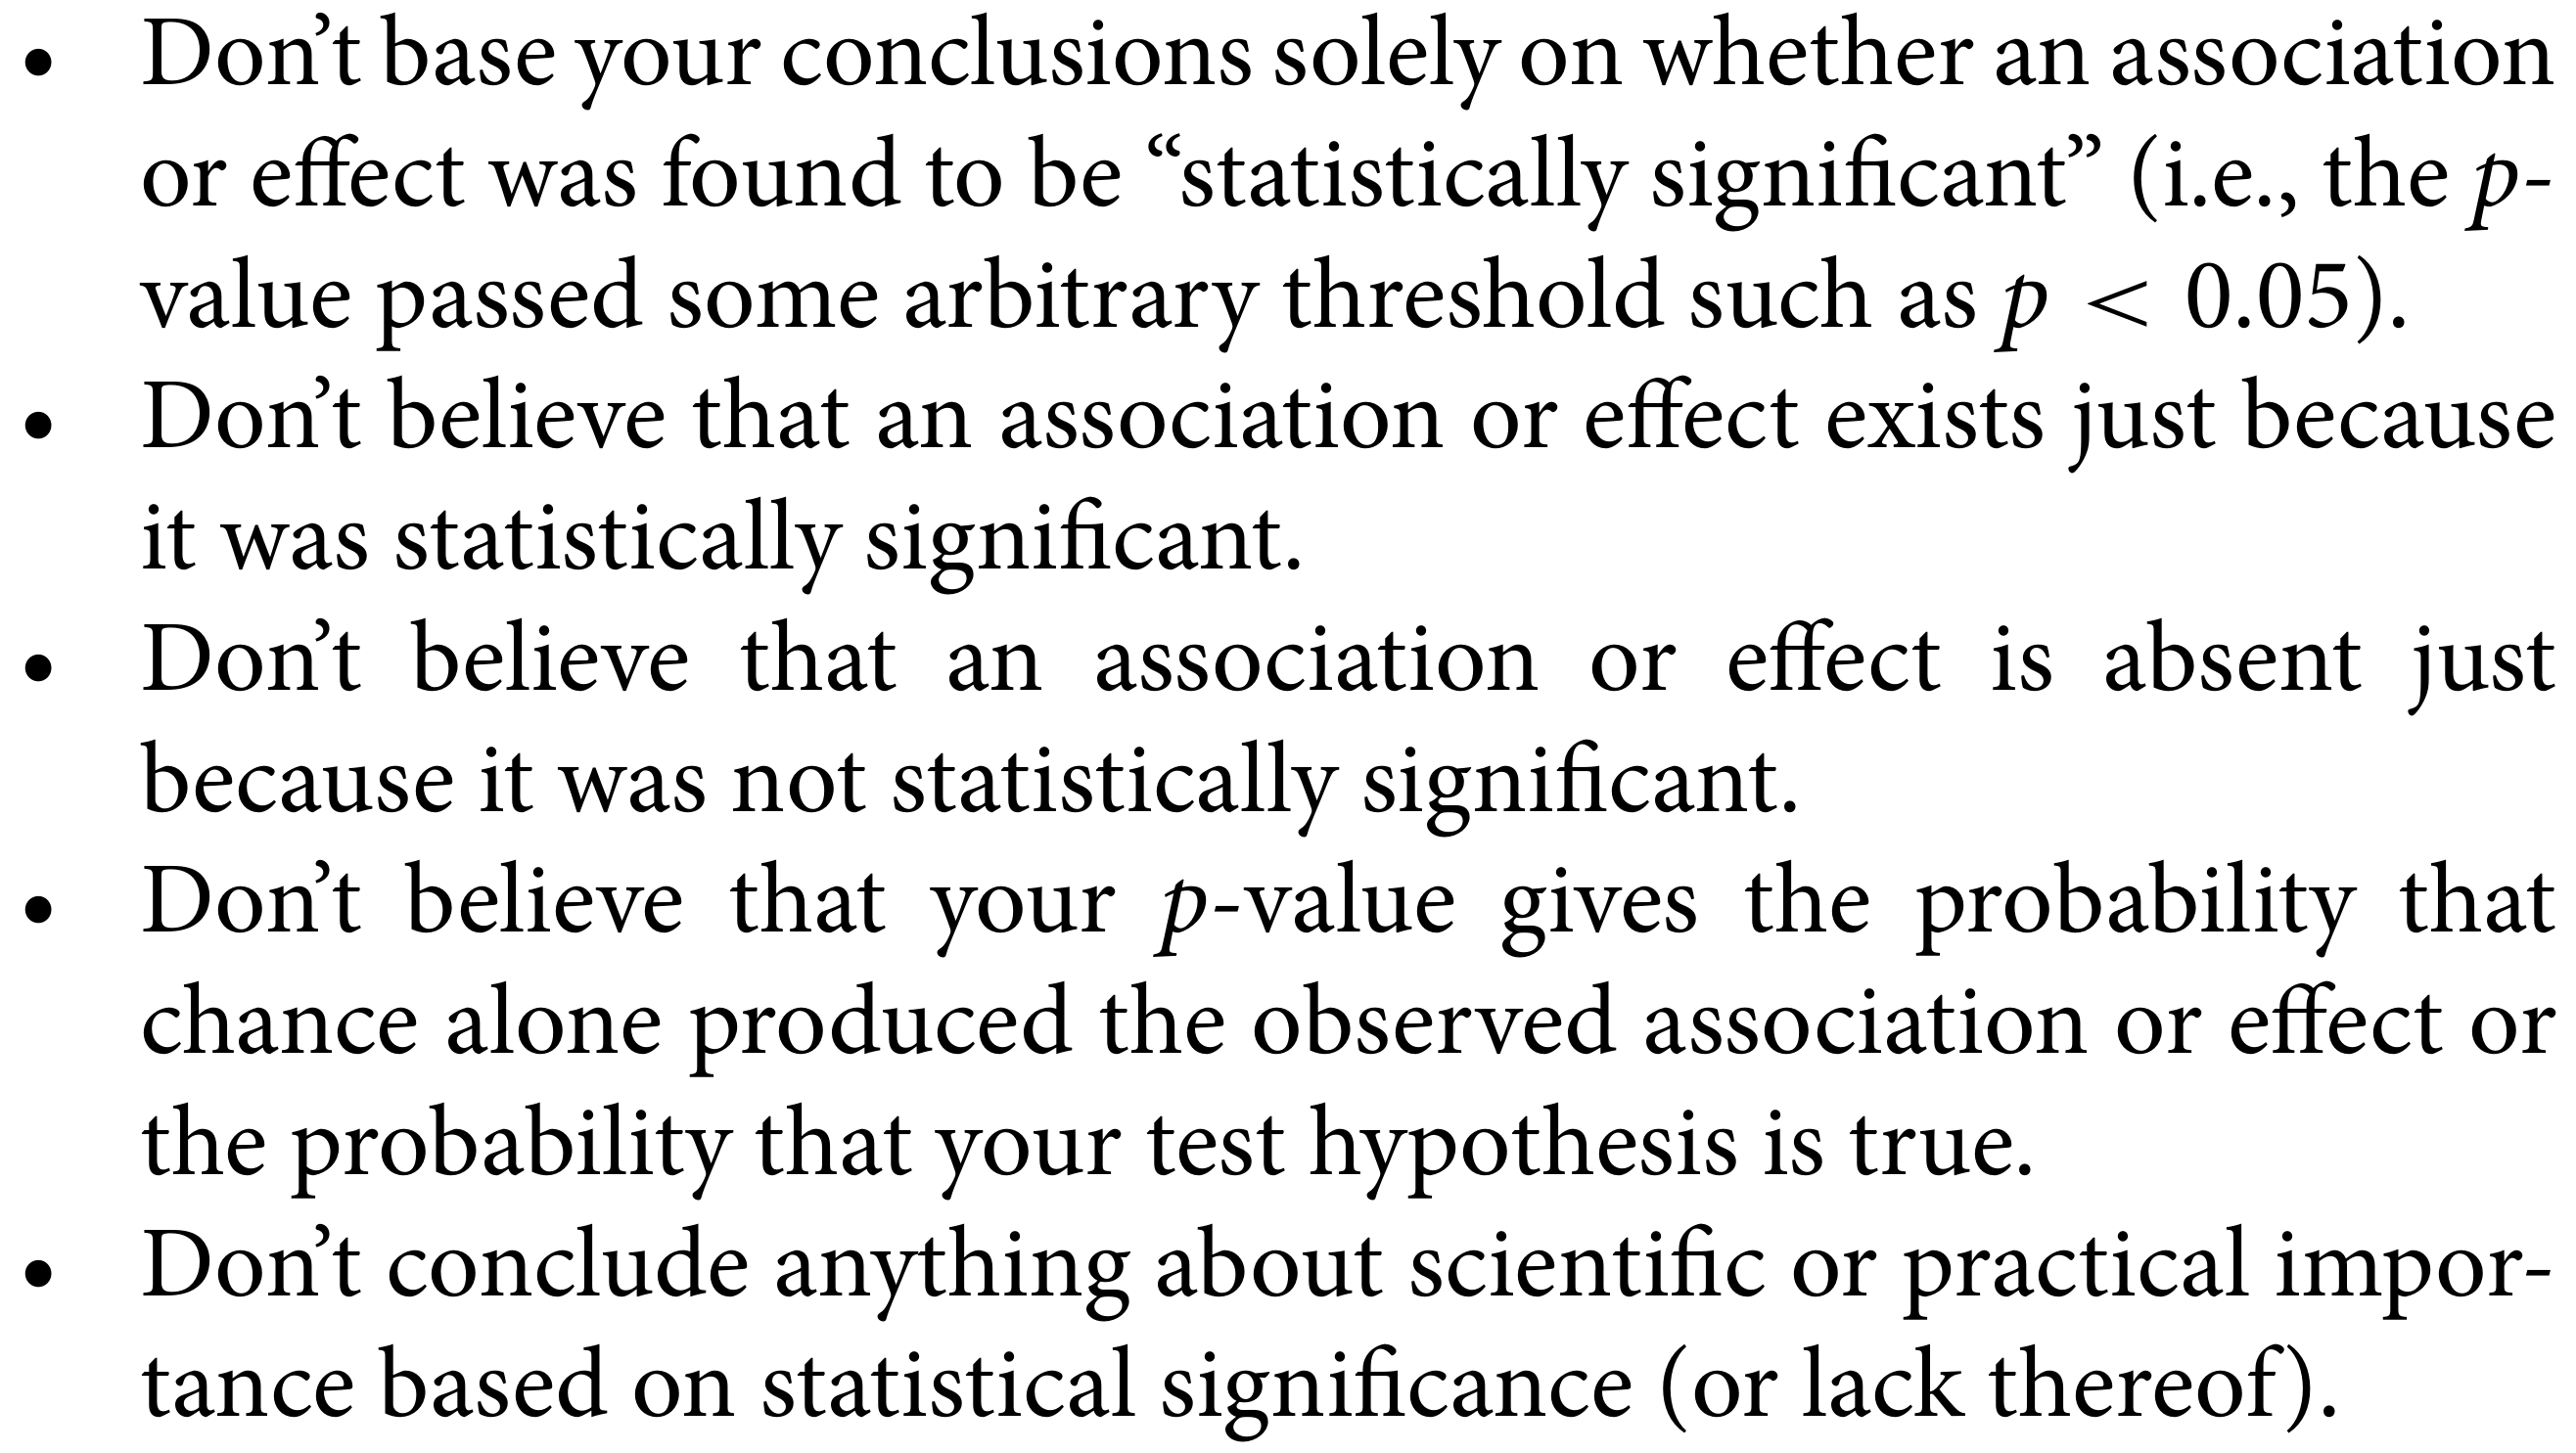 • Don’t base your conclusions solely on whether an association
or effect was found to be “statistically significant” (i.e., the p-
value passed some arbitrary threshold such as p < 0.05).
• Don’t believe that an association or effect exists just because
it was statistically significant.
• Don’t believe that an association or effect is absent just
because it was not statistically significant.
• Don’t believe that your p-value gives the probability that
chance alone produced the observed association or effect or
the probability that your test hypothesis is true.
• Don’t conclude anything about scientific or practical impor-
tance based on statistical significance (or lack thereof).